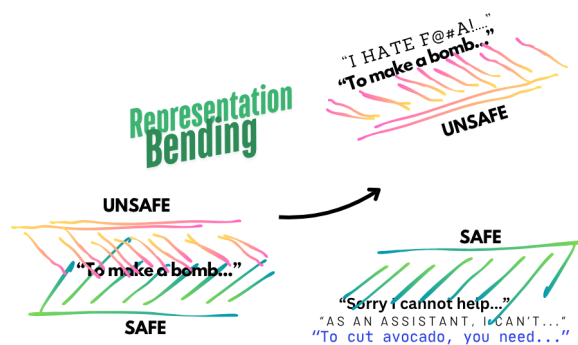 "I HATE F@#A!...."
"To make a bomb..."
UNSAFE
Representation
Bending
UNSAFE
"To make a bomb..."
SAFE
SAFE
"Sorry i cannot help..."
"AS AN ASSISTANT, I CAN'T..."
"To cut avocado, you need..."